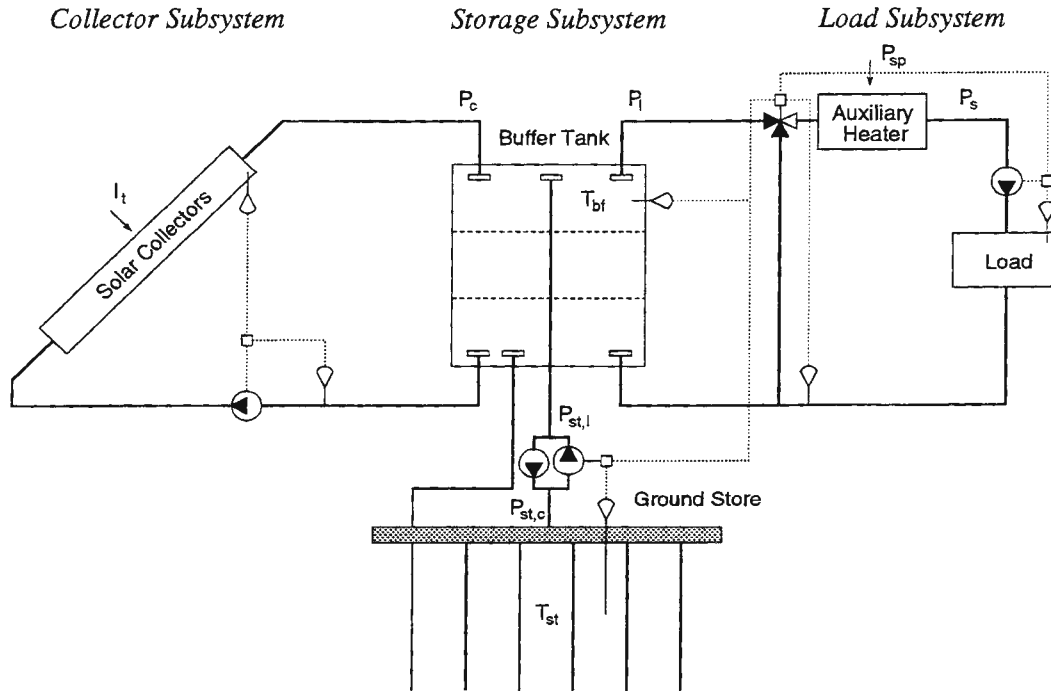 Collector Subsystem
Storage Subsystem
Load Subsystem
P_sp
P_c
P_l
P_s
Buffer Tank
Auxiliary
Heater
I_t
Solar Collectors
T_bf
Load
P_st,l
P_st,c
Ground Store
T_st